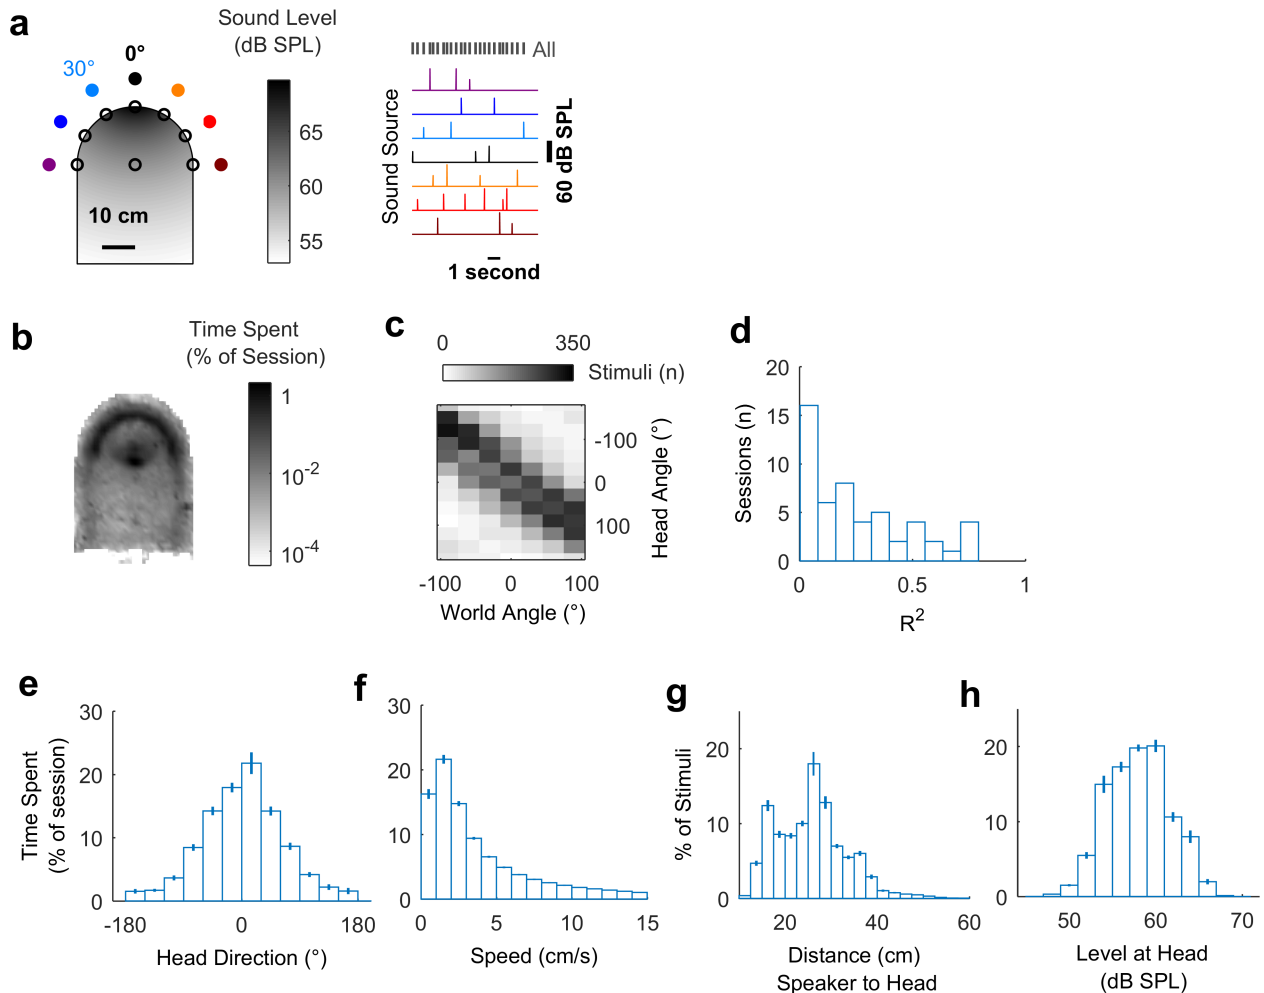 a
Sound Level
(dB SPL)
0°
30°
65
60
55
10 cm
All
Sound Source
60 dB SPL
1 second
b
Time Spent
(% of Session)
1
10-2
10-4
c
0 350
Stimuli (n)
-100
0
100
Head Angle (°)
-100 0 100
World Angle (°)
d
20
15
10
5
0
Sessions (n)
0 0.5 1
R2
e
30
20
10
0
Time Spent
(% of session)
-180 0 180
Head Direction (°)
f
30
20
10
0
0 5 10 15
Speed (cm/s)
g
20
10
0
% of Stimuli
20 40 60
Distance (cm)
Speaker to Head
h
20
10
0
50 60 70
Level at Head
(dB SPL)